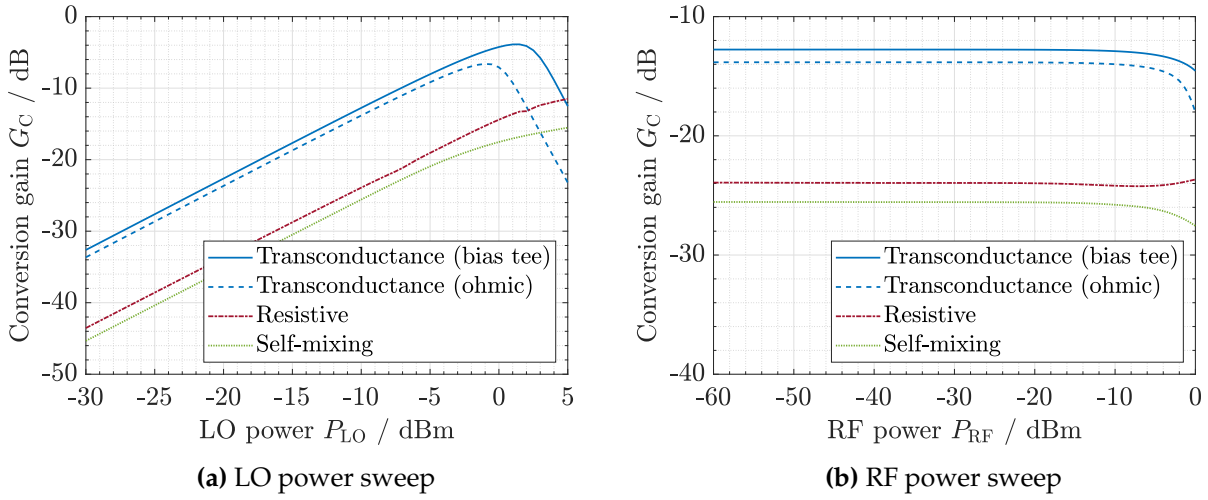 0
-10
-20
-30
-40
-50
Conversion gain G_C / dB
Transconductance (bias tee)
Transconductance (ohmic)
Resistive
Self-mixing
-30 -25 -20 -15 -10 -5 0 5
LO power P_LO / dBm
(a) LO power sweep
-10
-20
-30
-40
Conversion gain G_C / dB
Transconductance (bias tee)
Transconductance (ohmic)
Resistive
Self-mixing
-60 -50 -40 -30 -20 -10 0
RF power P_RF / dBm
(b) RF power sweep